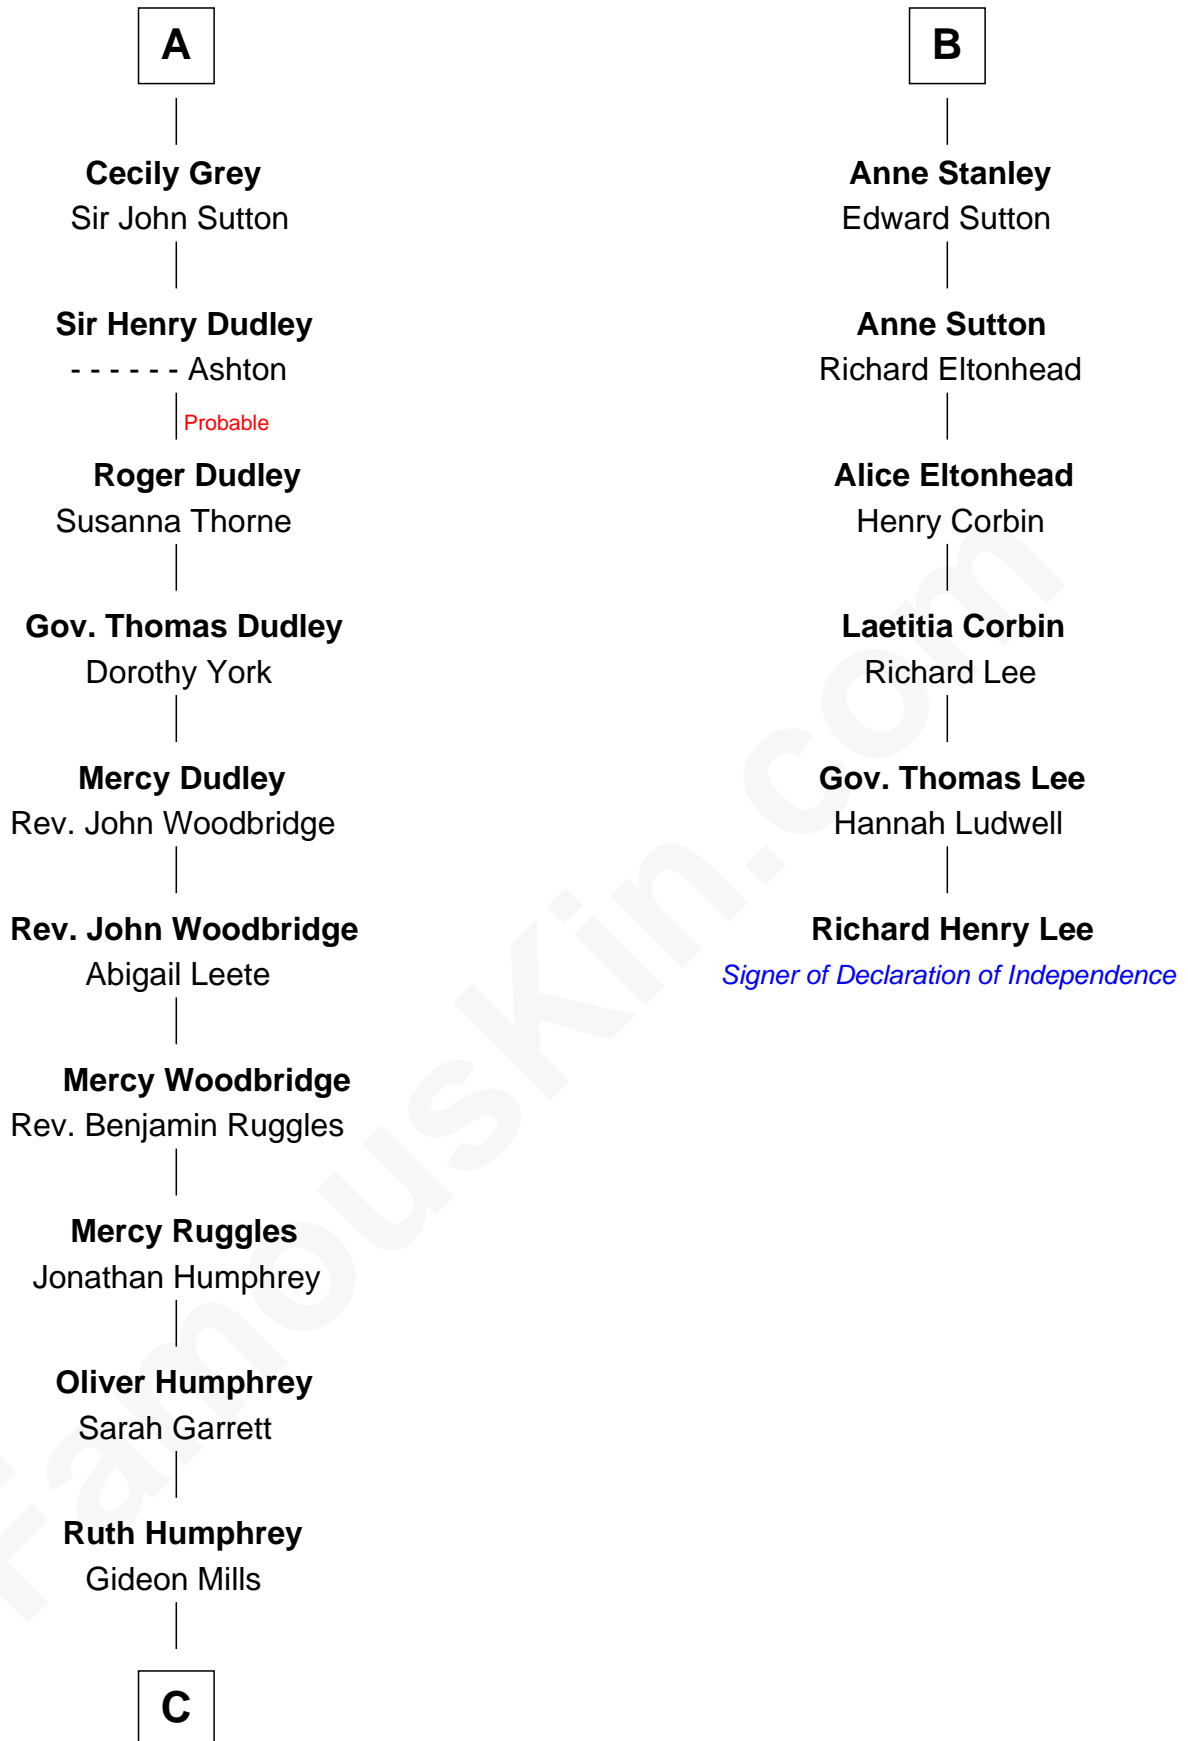 A
Cecily Grey
Sir John Sutton
Sir Henry Dudley
- - - - - - Ashton
Probable
Roger Dudley
Susanna Thorne
Gov. Thomas Dudley
Dorothy York
Mercy Dudley
Rev. John Woodbridge
Rev. John Woodbridge
Abigail Leete
Mercy Woodbridge
Rev. Benjamin Ruggles
Mercy Ruggles
Jonathan Humphrey
Oliver Humphrey
Sarah Garrett
Ruth Humphrey
Gideon Mills
C
B
Anne Stanley
Edward Sutton
Anne Sutton
Richard Eltonhead
Alice Eltonhead
Henry Corbin
Laetitia Corbin
Richard Lee
Gov. Thomas Lee
Hannah Ludwell
Richard Henry Lee
Signer of Declaration of Independence
FamousKin.com